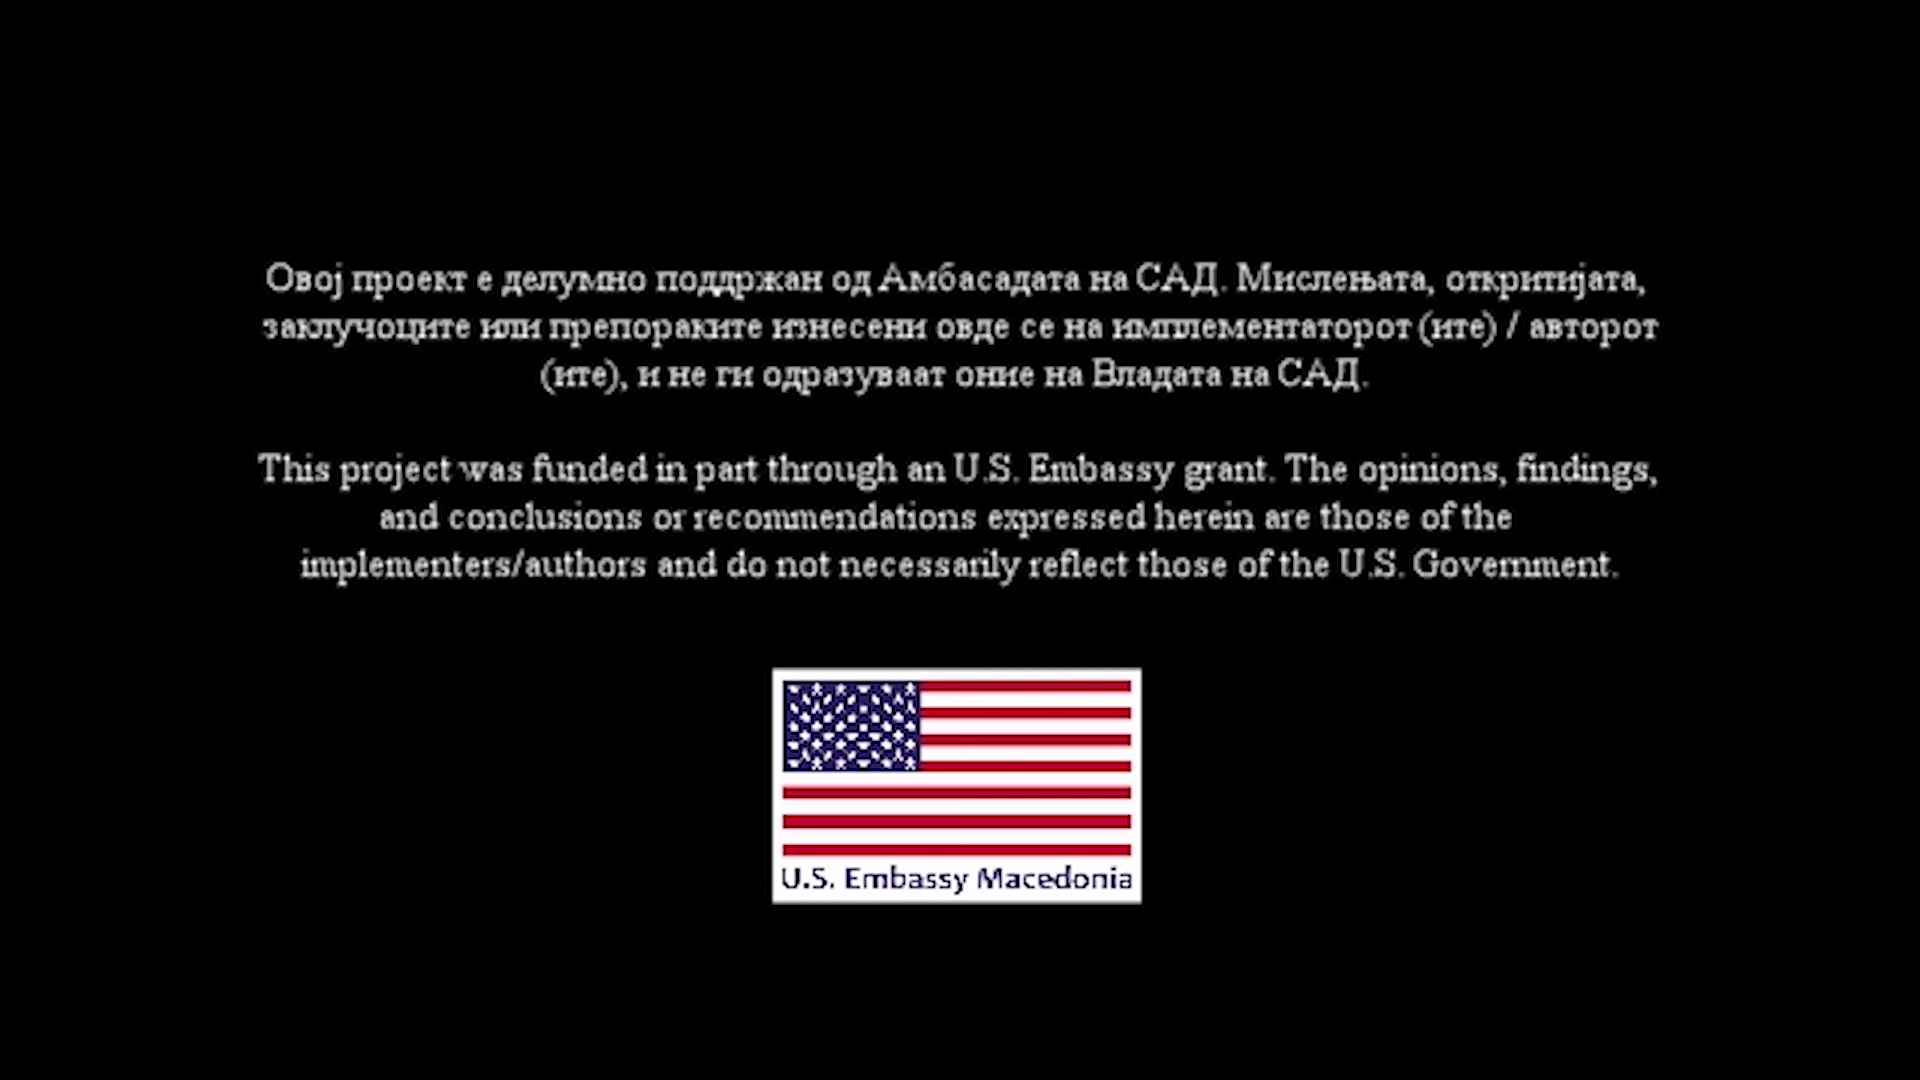 Овој проект е делумно поддржан од Амбасадата на САД. Мислењата, откритијата,
заклучоците или препораките изнесени овде се на имплементаторот (ите) / авторот
(ите), и не ги одразуваат оние на Владата на САД.
This project was funded in part through an U.S. Embassy grant. The opinions, findings,
and conclusions or recommendations expressed herein are those of the
implementers/authors and do not necessarily reflect those of the U.S. Government.
U.S. Embassy Macedonia